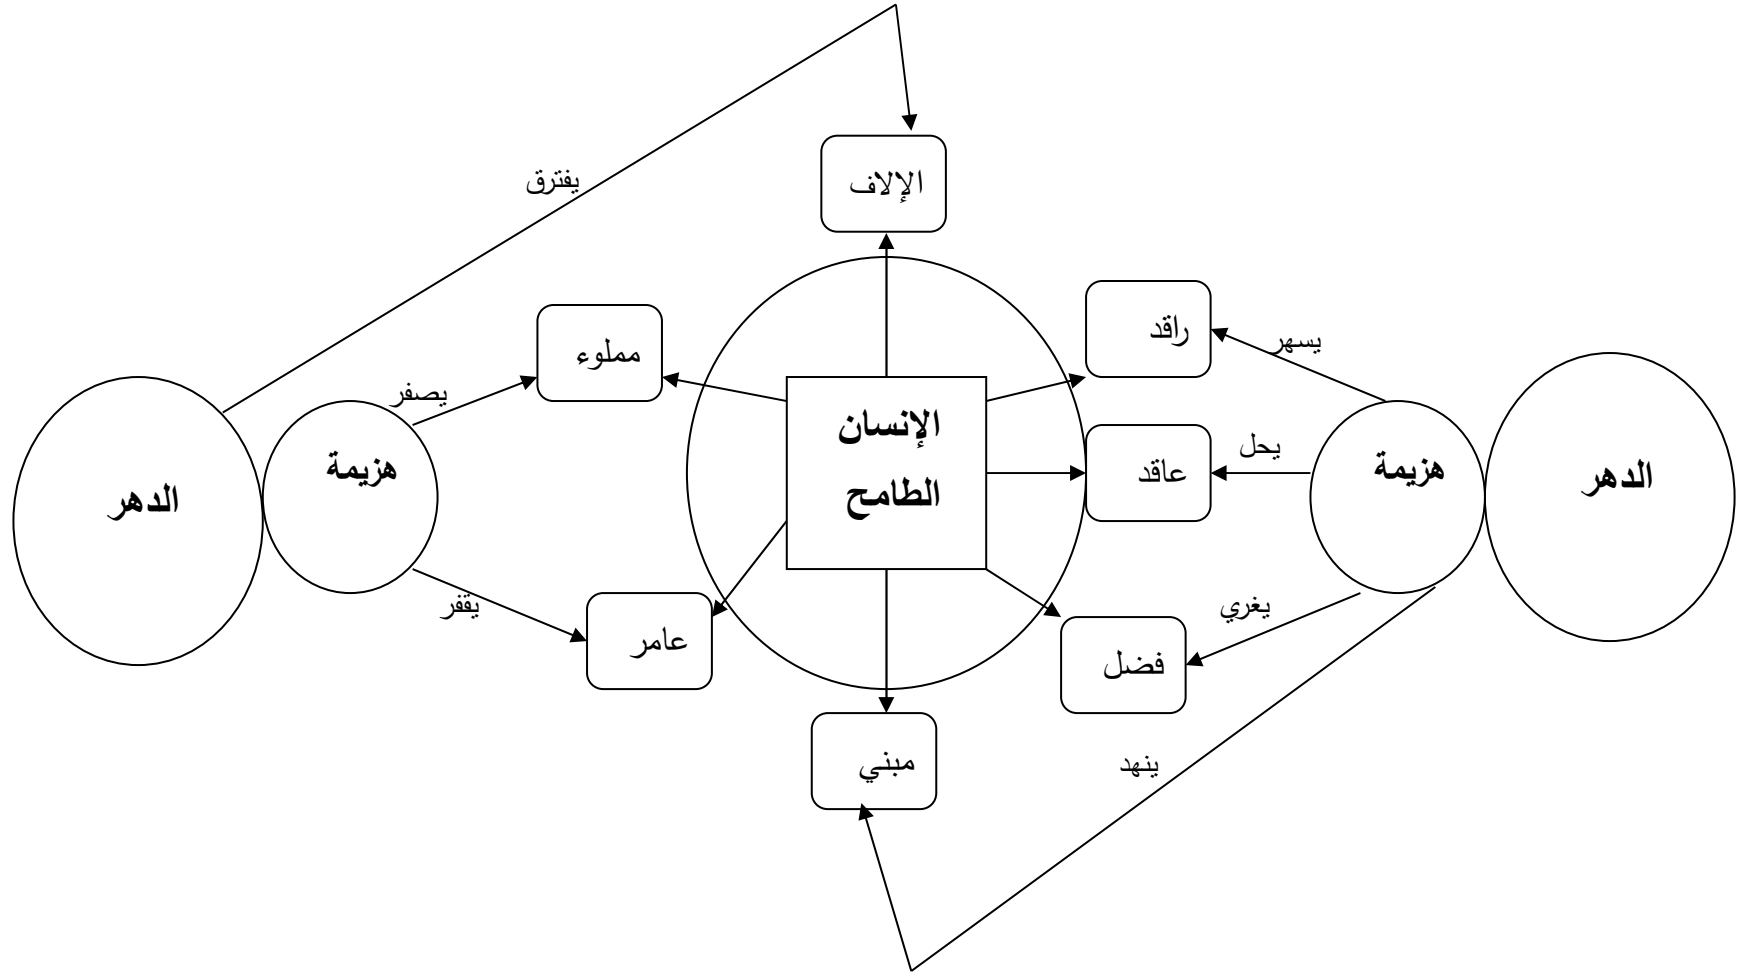 الإلاف
يفترق
راقد
يسهر
مملوء
يصفر
الإنسان
الطامح
عاقد
يحل
هزيمة
الدهر
هزيمة
الدهر
يقفر
عامر
فضل
يغري
مبني
ينهد